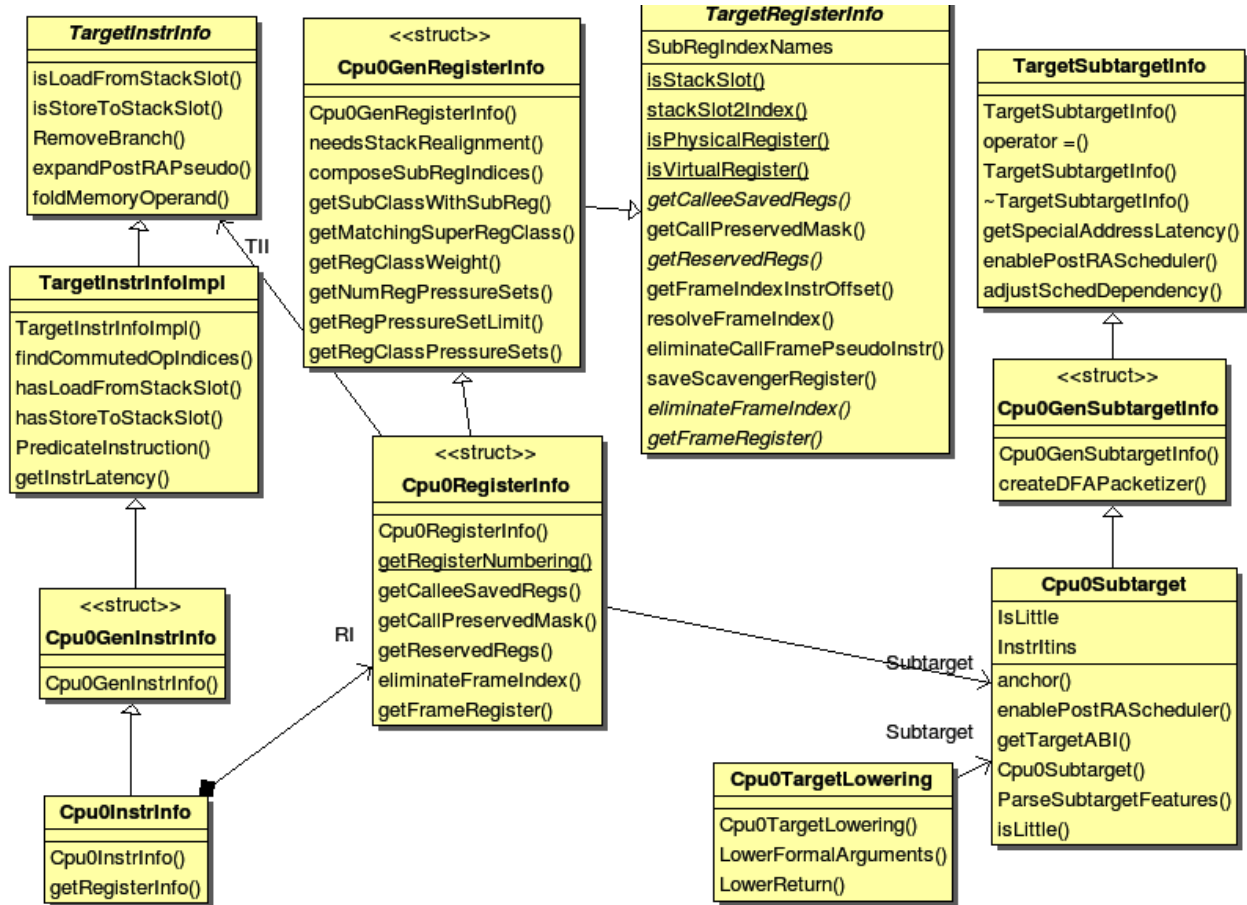 TargetInstrInfo
isLoadFromStackSlot()
isStoreToStackSlot()
RemoveBranch()
expandPostRAPseudo()
foldMemoryOperand()
<<struct>>
Cpu0GenRegisterInfo
Cpu0GenRegisterInfo()
needsStackRealignment()
composeSubRegIndices()
getSubClassWithSubReg()
getMatchingSuperRegClass()
getRegClassWeight()
getNumRegPressureSets()
getRegPressureSetLimit()
getRegClassPressureSets()
TargetRegisterInfo
SubRegIndexNames
isStackSlot()
stackSlot2Index()
isPhysicalRegister()
isVirtualRegister()
getCalleeSavedRegs()
getCallPreservedMask()
getReservedRegs()
getFrameIndexInstrOffset()
resolveFrameIndex()
eliminateCallFramePseudoInstr()
saveScavengerRegister()
eliminateFrameIndex()
getFrameRegister()
TargetSubtargetInfo
TargetSubtargetInfo()
operator =()
TargetSubtargetInfo()
~TargetSubtargetInfo()
getSpecialAddressLatency()
enablePostRAScheduler()
adjustSchedDependency()
TII
TargetInstrInfoImpl
TargetInstrInfoImpl()
findCommutedOpIndices()
hasLoadFromStackSlot()
hasStoreToStackSlot()
PredicateInstruction()
getInstrLatency()
<<struct>>
Cpu0GenSubtargetInfo
Cpu0GenSubtargetInfo()
createDFAPacketizer()
<<struct>>
Cpu0RegisterInfo
Cpu0RegisterInfo()
getRegisterNumbering()
getCalleeSavedRegs()
getCallPreservedMask()
getReservedRegs()
eliminateFrameIndex()
getFrameRegister()
<<struct>>
Cpu0GenInstrInfo
Cpu0GenInstrInfo()
RI
Subtarget
Subtarget
Cpu0Subtarget
IsLittle
InstrItins
anchor()
enablePostRAScheduler()
getTargetABI()
Cpu0Subtarget()
ParseSubtargetFeatures()
isLittle()
Cpu0InstrInfo
Cpu0InstrInfo()
getRegisterInfo()
Cpu0TargetLowering
Cpu0TargetLowering()
LowerFormalArguments()
LowerReturn()